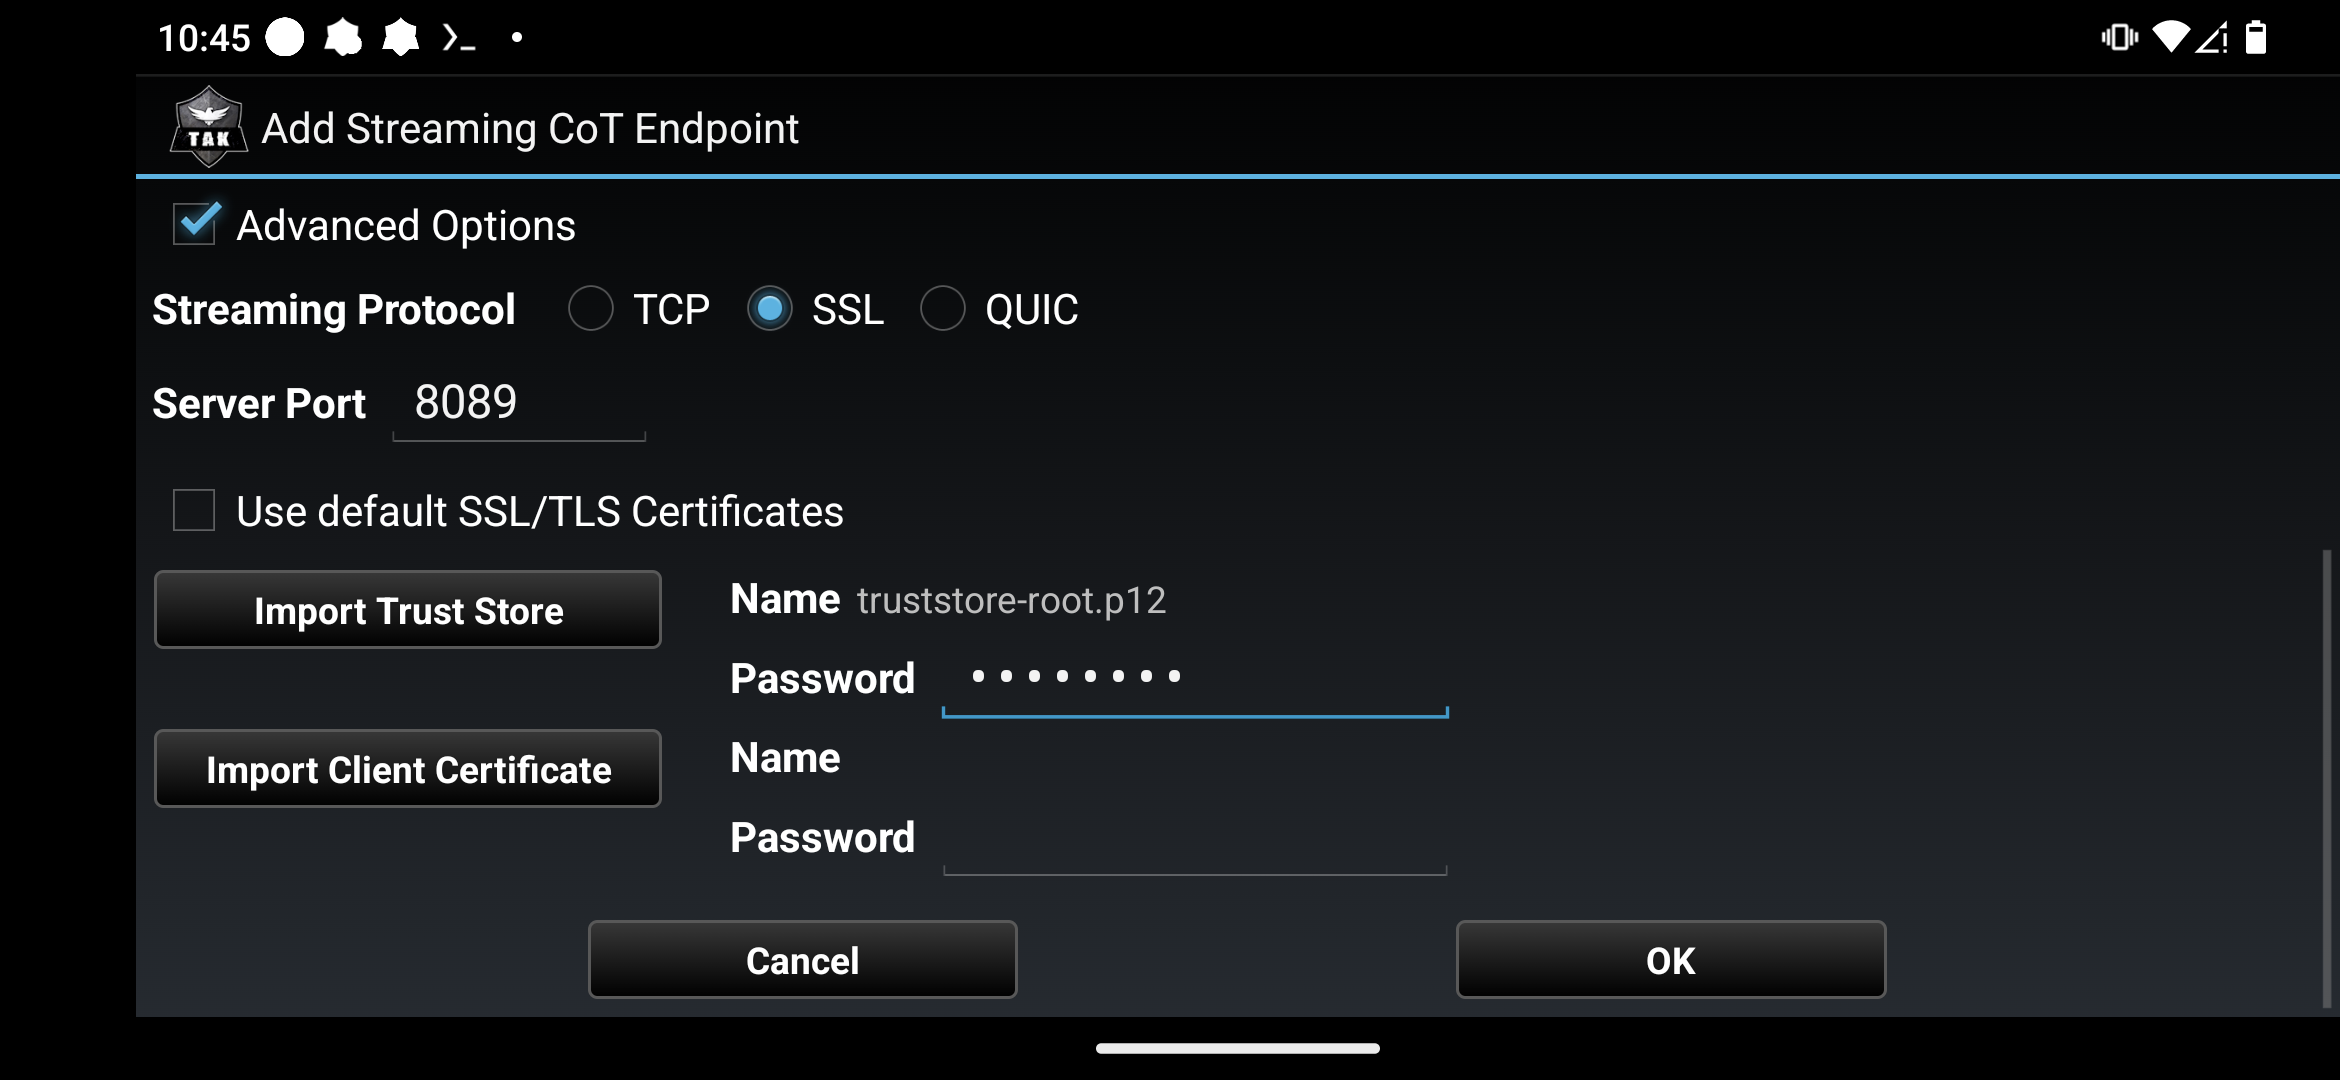 10:45
TAK
Add Streaming CoT Endpoint
Advanced Options
Streaming Protocol TCP SSL QUIC
Server Port 8089
Use default SSL/TLS Certificates
Import Trust Store Name truststore-root.p12
Password ••••••••
Import Client Certificate Name
Password
Cancel OK